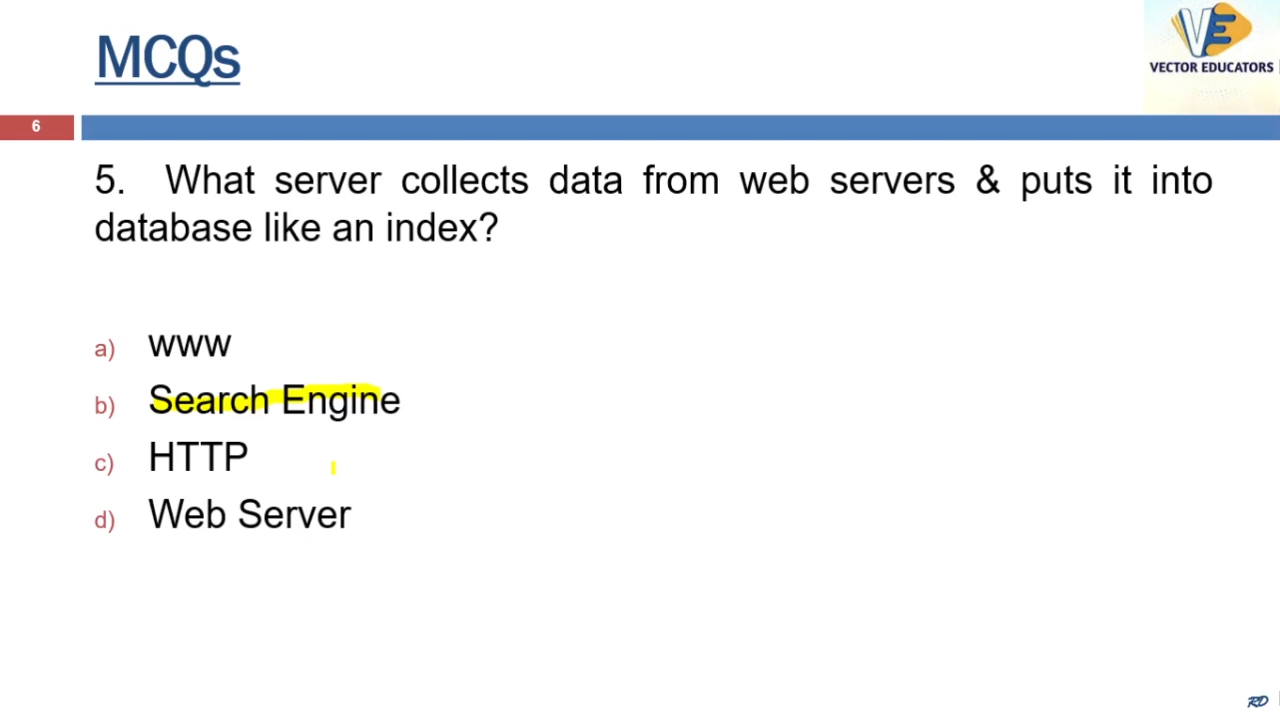 MCQs
VECTOR EDUCATORS
6
5. What server collects data from web servers & puts it into
database like an index?
a) www
b) Search Engine
c) HTTP
d) Web Server
RD